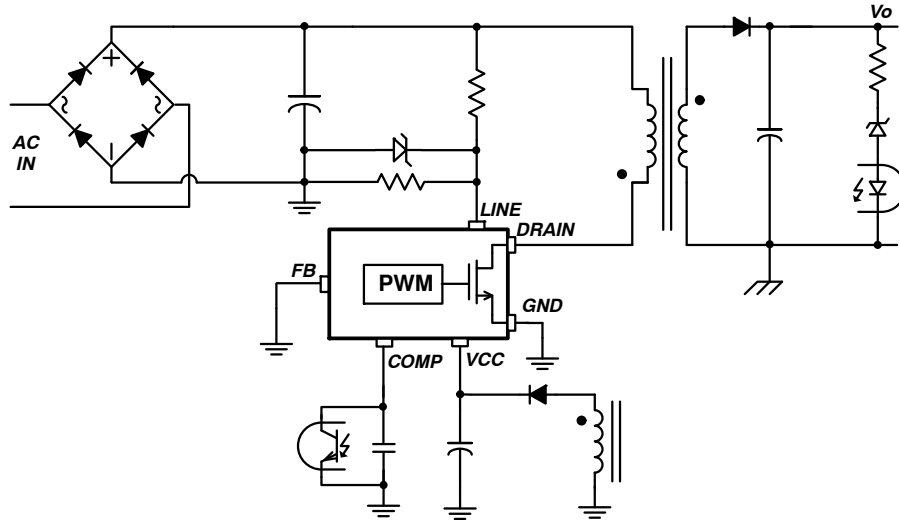 Vo
AC
IN
LINE
DRAIN
FB
PWM
GND
COMP
VCC